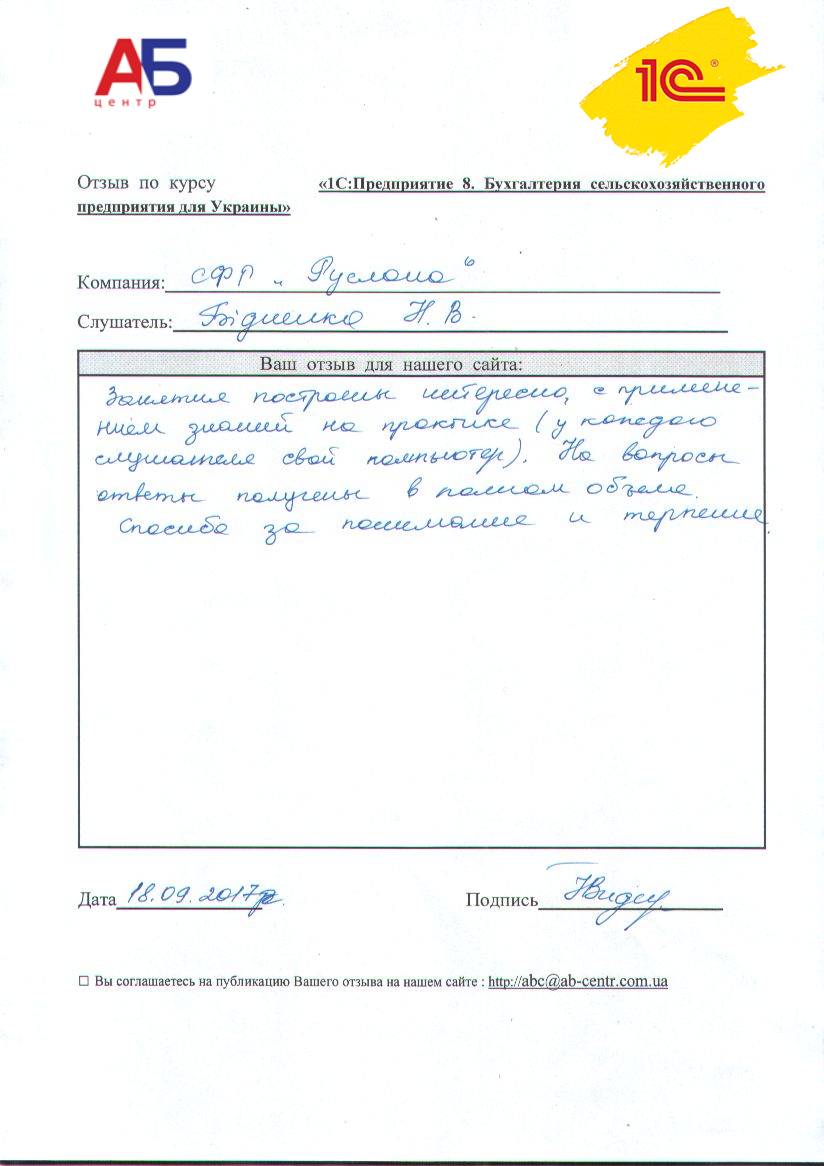 АБ
центр
1С®
Отзыв по курсу «1С:Предприятие 8. Бухгалтерия сельскохозяйственного
предприятия для Украины»
Компания: СФГ „Руслана“
Слушатель: Бідненко Н. В.
Ваш отзыв для нашего сайта:
Занятия построены интересно, с примене-
нием знаний на практике (у каждого
слушателя свой компьютер). На вопросы
ответы получены в полном объеме.
Спасибо за понимание и терпение.
Дата 18.09.2017р.
Подпись
☐ Вы соглашаетесь на публикацию Вашего отзыва на нашем сайте : http://abc@ab-centr.com.ua